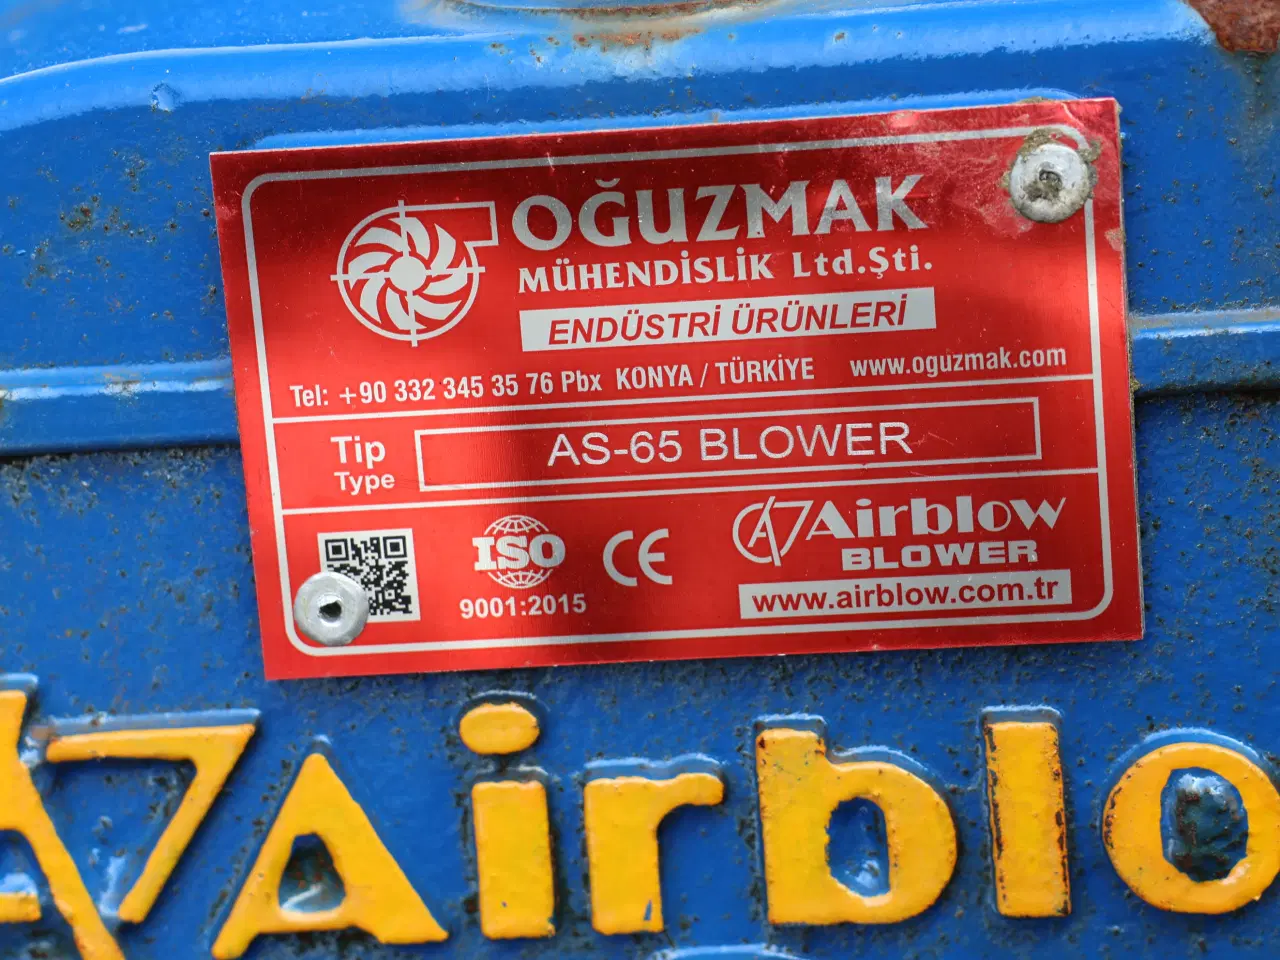 OĞUZMAK
MÜHENDİSLİK Ltd.Şti.
ENDÜSTRİ ÜRÜNLERİ
Tel: +90 332 345 35 76 Pbx KONYA / TÜRKİYE www.oguzmak.com
Tip
Type
AS-65 BLOWER
ISO
9001:2015
CE
Airblow
BLOWER
www.airblow.com.tr
Airblo